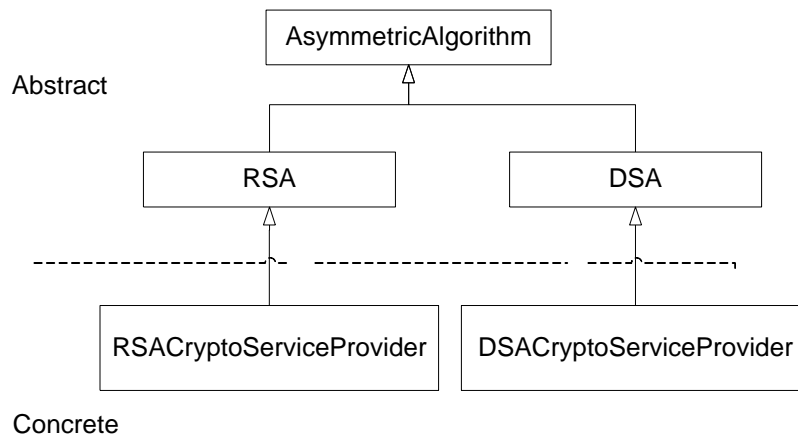 AsymmetricAlgorithm
Abstract
RSA
DSA
RSACryptoServiceProvider
DSACryptoServiceProvider
Concrete